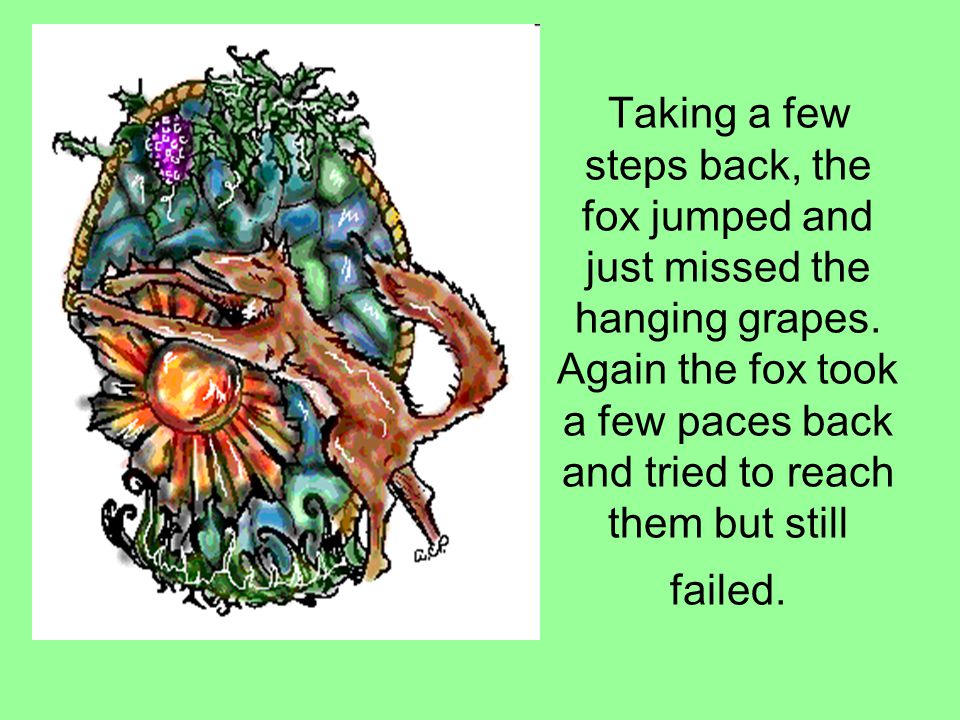 Taking a few
steps back, the
fox jumped and
just missed the
hanging grapes.
Again the fox took
a few paces back
and tried to reach
them but still
failed.